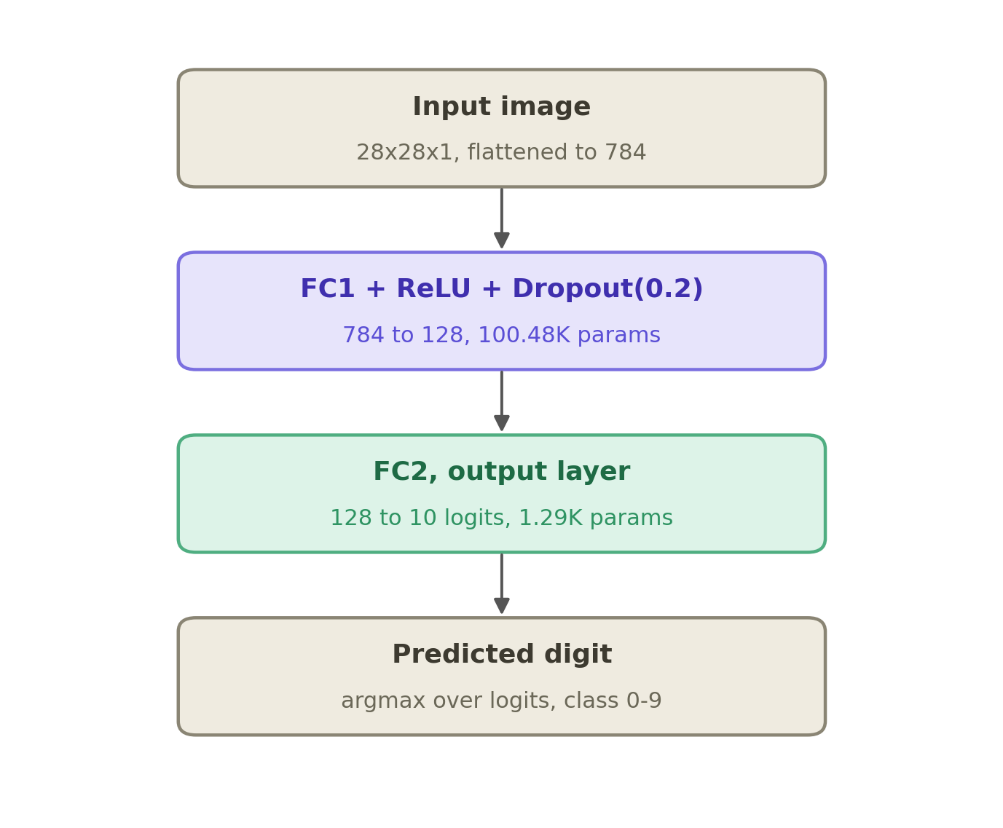 Input image
28x28x1, flattened to 784
FC1 + ReLU + Dropout(0.2)
784 to 128, 100.48K params
FC2, output layer
128 to 10 logits, 1.29K params
Predicted digit
argmax over logits, class 0-9